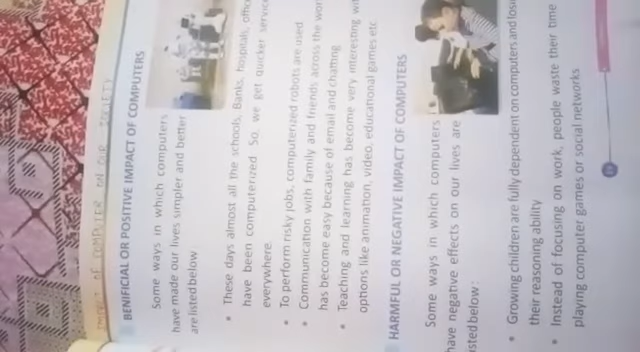 IMPACT OF COMPUTER ON OUR SOCIETY
BENIFICIAL OR POSITIVE IMPACT OF COMPUTERS
Some ways in which computers
have made our lives simpler and better
are listed below
• These days almost all the schools, Banks, hospitals, offic
have been computerized So, we get quicker service
everywhere.
• To perform risky jobs, computerized robots are used
• Communication with family and friends across the wor
has become easy because of email and chatting
• Teaching and learning has become very interesting wi
options like animation, video, educational games etc
HARMFUL OR NEGATIVE IMPACT OF COMPUTERS
Some ways in which computers
have negative effects on our lives are
isted below:
• Growing children are fully dependent on computers and losi
their reasoning ability
• Instead of focusing on work, people waste their time
playing computer games or social networks